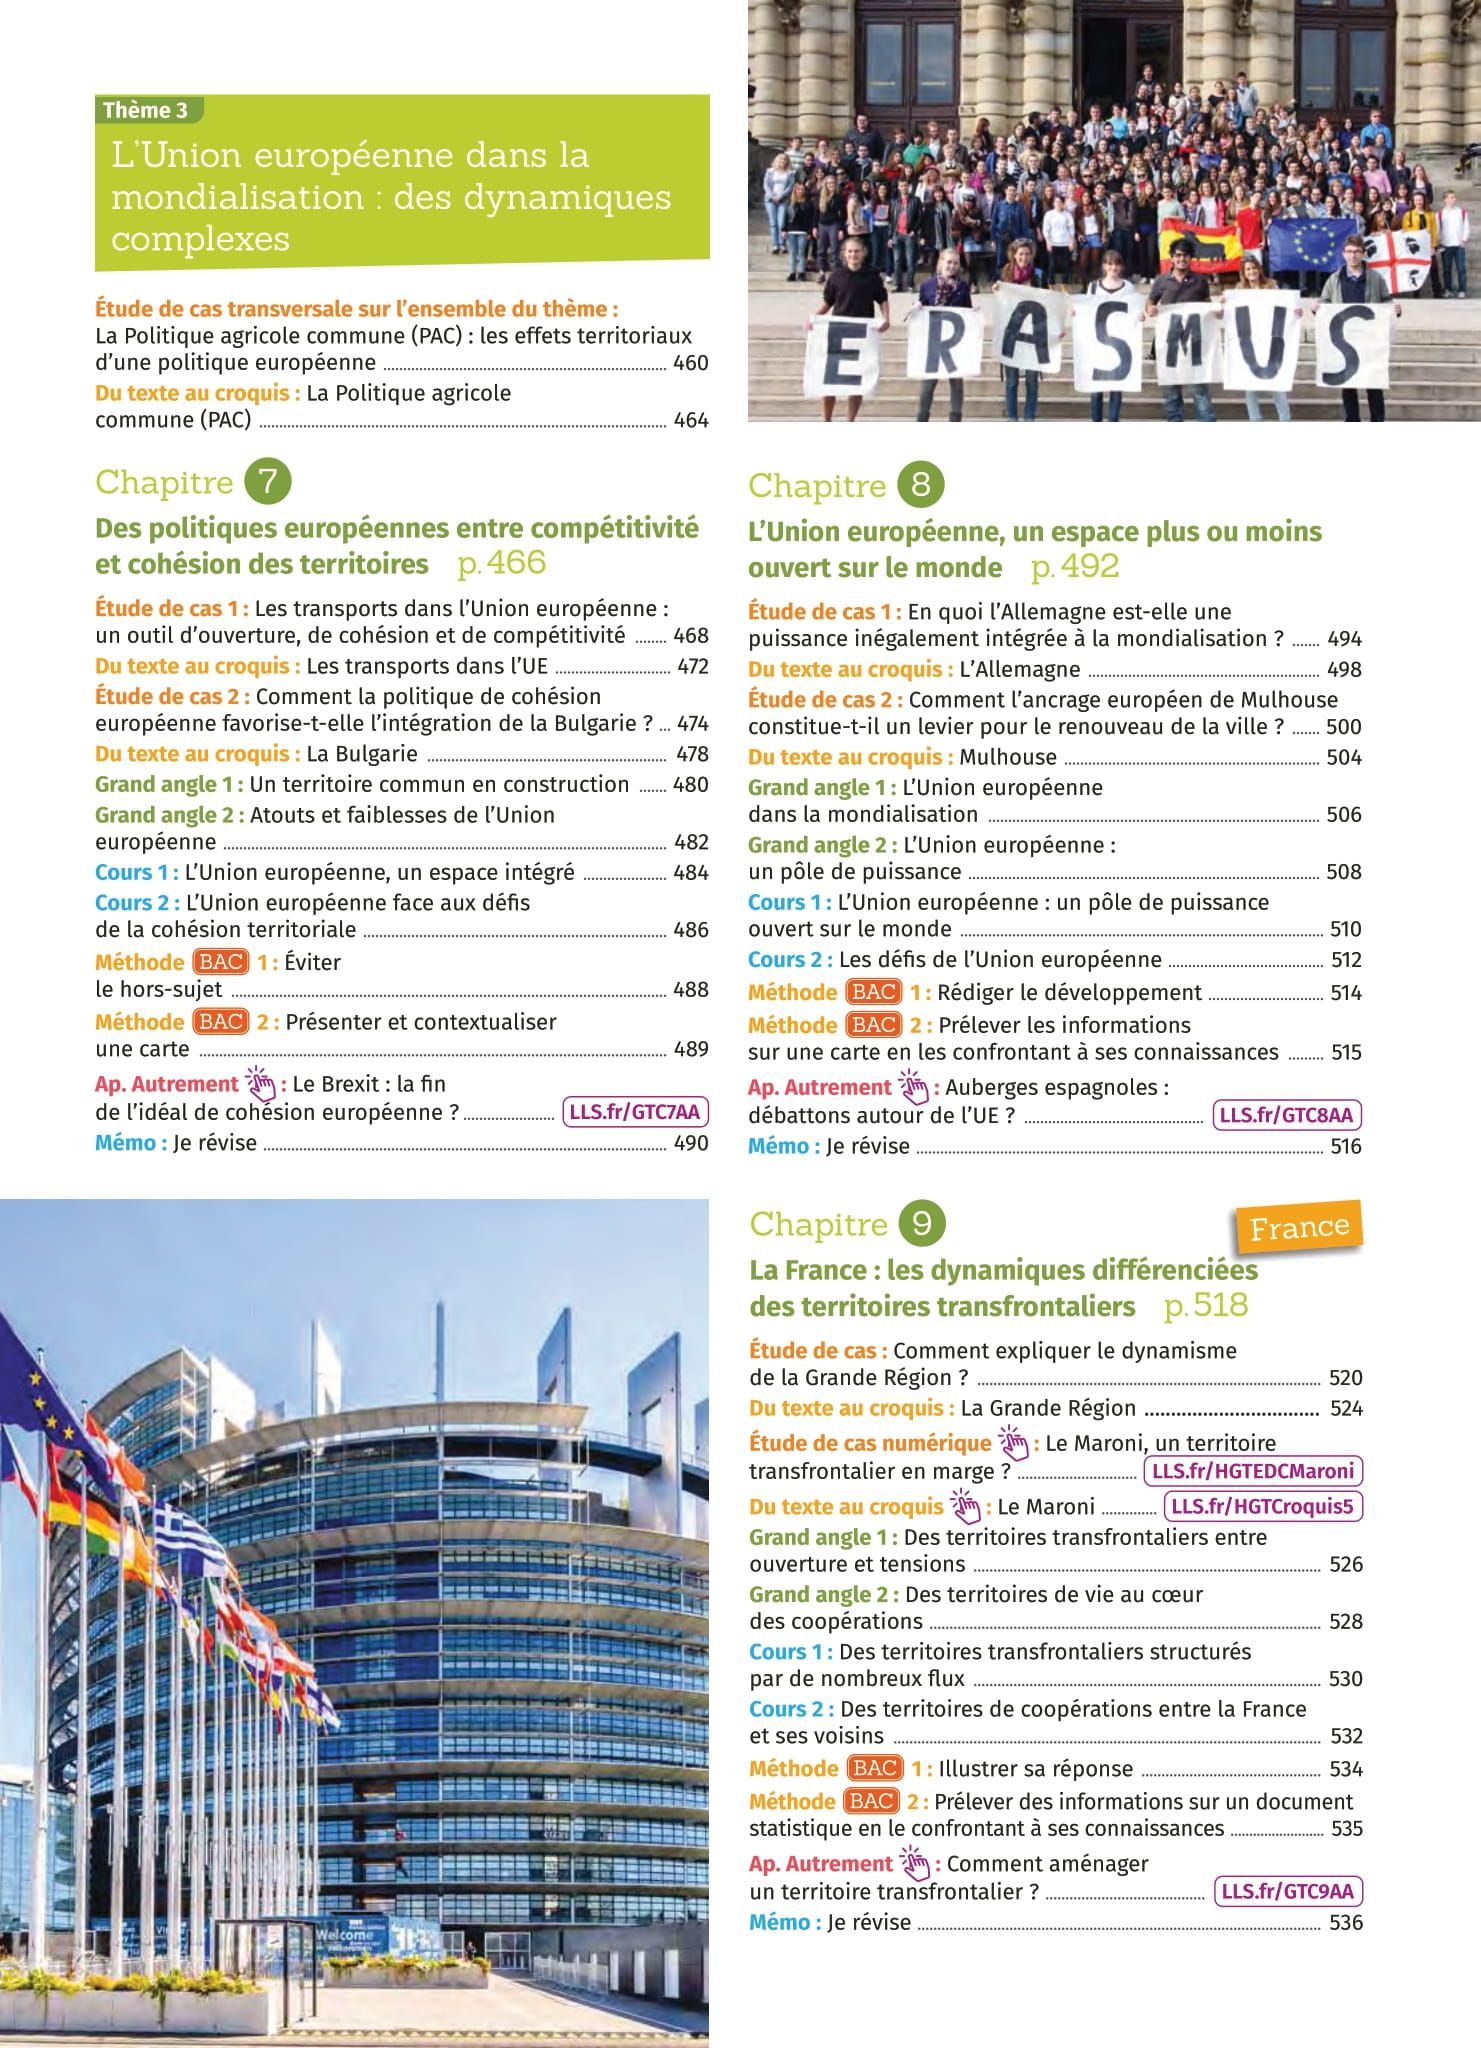 Thème 3
L'Union européenne dans la
mondialisation : des dynamiques
complexes
Étude de cas transversale sur l'ensemble du thème :
La Politique agricole commune (PAC) : les effets territoriaux
d'une politique européenne 460
Du texte au croquis : La Politique agricole
commune (PAC) 464
ERASMUS
Chapitre 7
Des politiques européennes entre compétitivité
et cohésion des territoires p. 466
Étude de cas 1 : Les transports dans l'Union européenne :
un outil d'ouverture, de cohésion et de compétitivité 468
Du texte au croquis : Les transports dans l'UE 472
Étude de cas 2 : Comment la politique de cohésion
européenne favorise-t-elle l'intégration de la Bulgarie ? 474
Du texte au croquis : La Bulgarie 478
Grand angle 1 : Un territoire commun en construction 480
Grand angle 2 : Atouts et faiblesses de l'Union
européenne 482
Cours 1 : L'Union européenne, un espace intégré 484
Cours 2 : L'Union européenne face aux défis
de la cohésion territoriale 486
Méthode BAC 1 : Éviter
le hors-sujet 488
Méthode BAC 2 : Présenter et contextualiser
une carte 489
Ap. Autrement : Le Brexit : la fin
de l'idéal de cohésion européenne ? LLS.fr/GTC7AA
Mémo : Je révise 490
Chapitre 8
L'Union européenne, un espace plus ou moins
ouvert sur le monde p. 492
Étude de cas 1 : En quoi l'Allemagne est-elle une
puissance inégalement intégrée à la mondialisation ? 494
Du texte au croquis : L'Allemagne 498
Étude de cas 2 : Comment l'ancrage européen de Mulhouse
constitue-t-il un levier pour le renouveau de la ville ? 500
Du texte au croquis : Mulhouse 504
Grand angle 1 : L'Union européenne
dans la mondialisation 506
Grand angle 2 : L'Union européenne :
un pôle de puissance 508
Cours 1 : L'Union européenne : un pôle de puissance
ouvert sur le monde 510
Cours 2 : Les défis de l'Union européenne 512
Méthode BAC 1 : Rédiger le développement 514
Méthode BAC 2 : Prélever les informations
sur une carte en les confrontant à ses connaissances 515
Ap. Autrement : Auberges espagnoles :
débattons autour de l'UE ? LLS.fr/GTC8AA
Mémo : Je révise 516
Chapitre 9
France
La France : les dynamiques différenciées
des territoires transfrontaliers p. 518
Étude de cas : Comment expliquer le dynamisme
de la Grande Région ? 520
Du texte au croquis : La Grande Région 524
Étude de cas numérique : Le Maroni, un territoire
transfrontalier en marge ? LLS.fr/HGTEDCMaroni
Du texte au croquis : Le Maroni LLS.fr/HGTCroquis5
Grand angle 1 : Des territoires transfrontaliers entre
ouverture et tensions 526
Grand angle 2 : Des territoires de vie au cœur
des coopérations 528
Cours 1 : Des territoires transfrontaliers structurés
par de nombreux flux 530
Cours 2 : Des territoires de coopérations entre la France
et ses voisins 532
Méthode BAC 1 : Illustrer sa réponse 534
Méthode BAC 2 : Prélever des informations sur un document
statistique en le confrontant à ses connaissances 535
Ap. Autrement : Comment aménager
un territoire transfrontalier ? LLS.fr/GTC9AA
Mémo : Je révise 536
Welcome